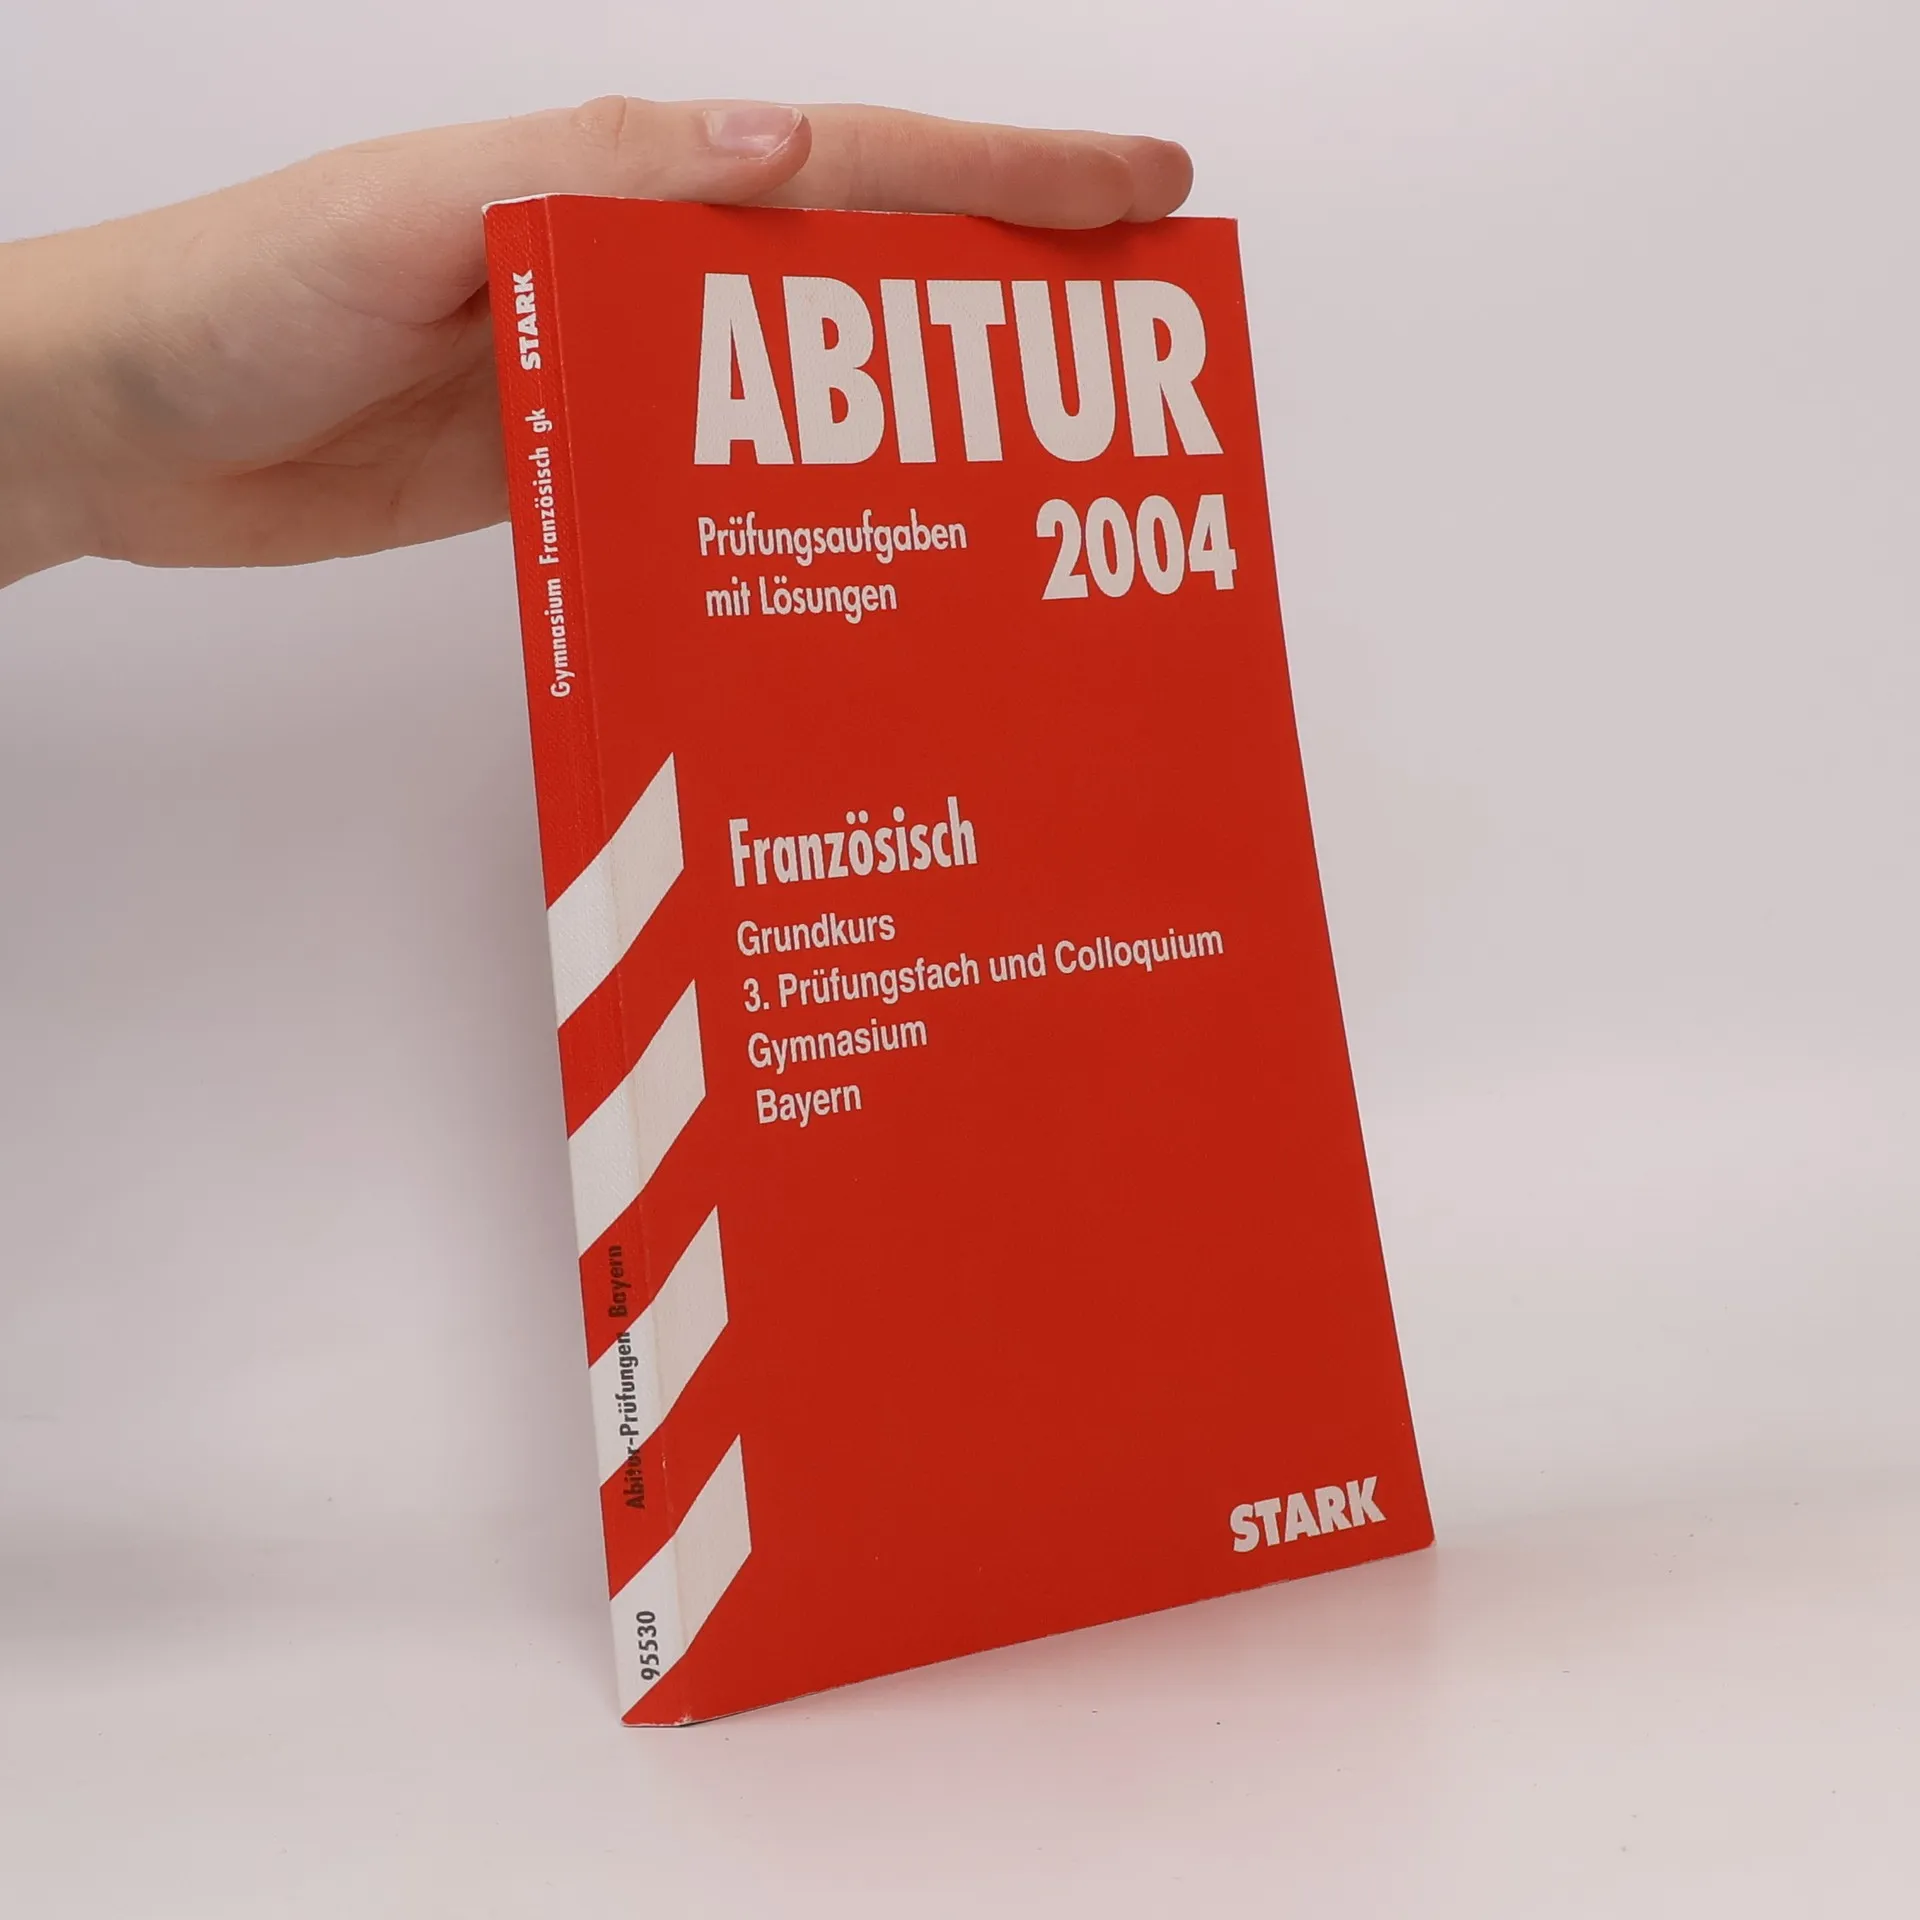 ABITUR
Prüfungsaufgaben
mit Lösungen
2004
Französisch
Grundkurs
3. Prüfungsfach und Colloquium
Gymnasium
Bayern
STARK
STARK
Gymnasium Französisch gk
Abitur-Prüfungen Bayern
95530